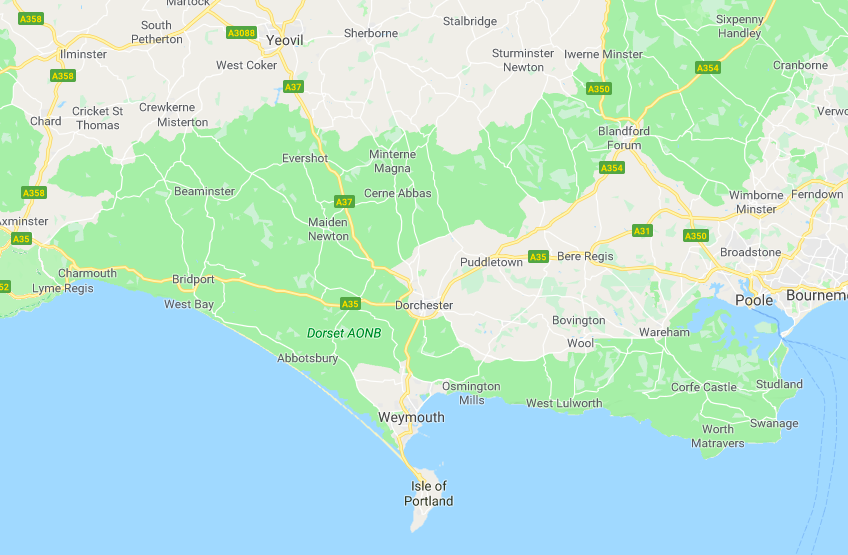 Martock
A358
South
Petherton
A3088
Yeovil
Sherborne
Stalbridge
Sixpenny
Handley
Ilminster
West Coker
Sturminster
Newton
Iwerne Minster
A354
Cranborne
A358
A37
A350
Cricket St
Thomas
Crewkerne
Misterton
Chard
Verwo
Blandford
Forum
Evershot
Minterne
Magna
A354
A358
Beaminster
Cerne Abbas
A37
Wimborne
Minster
Ferndown
Axminster
Maiden
Newton
A31
A35
A350
Puddletown
A35
Bere Regis
Broadstone
Charmouth
Bridport
52
Lyme Regis
West Bay
A35
Dorchester
Poole
Bournem
Dorset AONB
Bovington
Wareham
Wool
Abbotsbury
Osmington
Mills
Corfe Castle
Studland
West Lulworth
Weymouth
Swanage
Worth
Matravers
Isle of
Portland